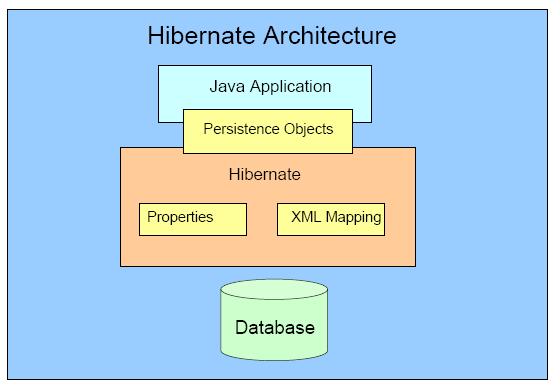 Hibernate Architecture
Java Application
Persistence Objects
Hibernate
Properties
XML Mapping
Database